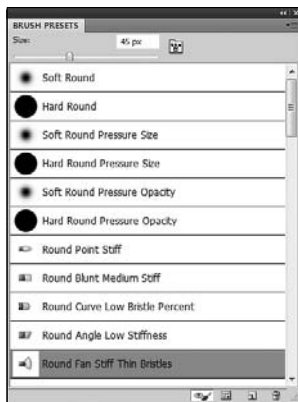 BRUSH PRESETS
Size: 45 px
Soft Round
Hard Round
Soft Round Pressure Size
Hard Round Pressure Size
Soft Round Pressure Opacity
Hard Round Pressure Opacity
Round Point Stiff
Round Blunt Medium Stiff
Round Curve Low Bristle Percent
Round Angle Low Stiffness
Round Fan Stiff Thin Bristles